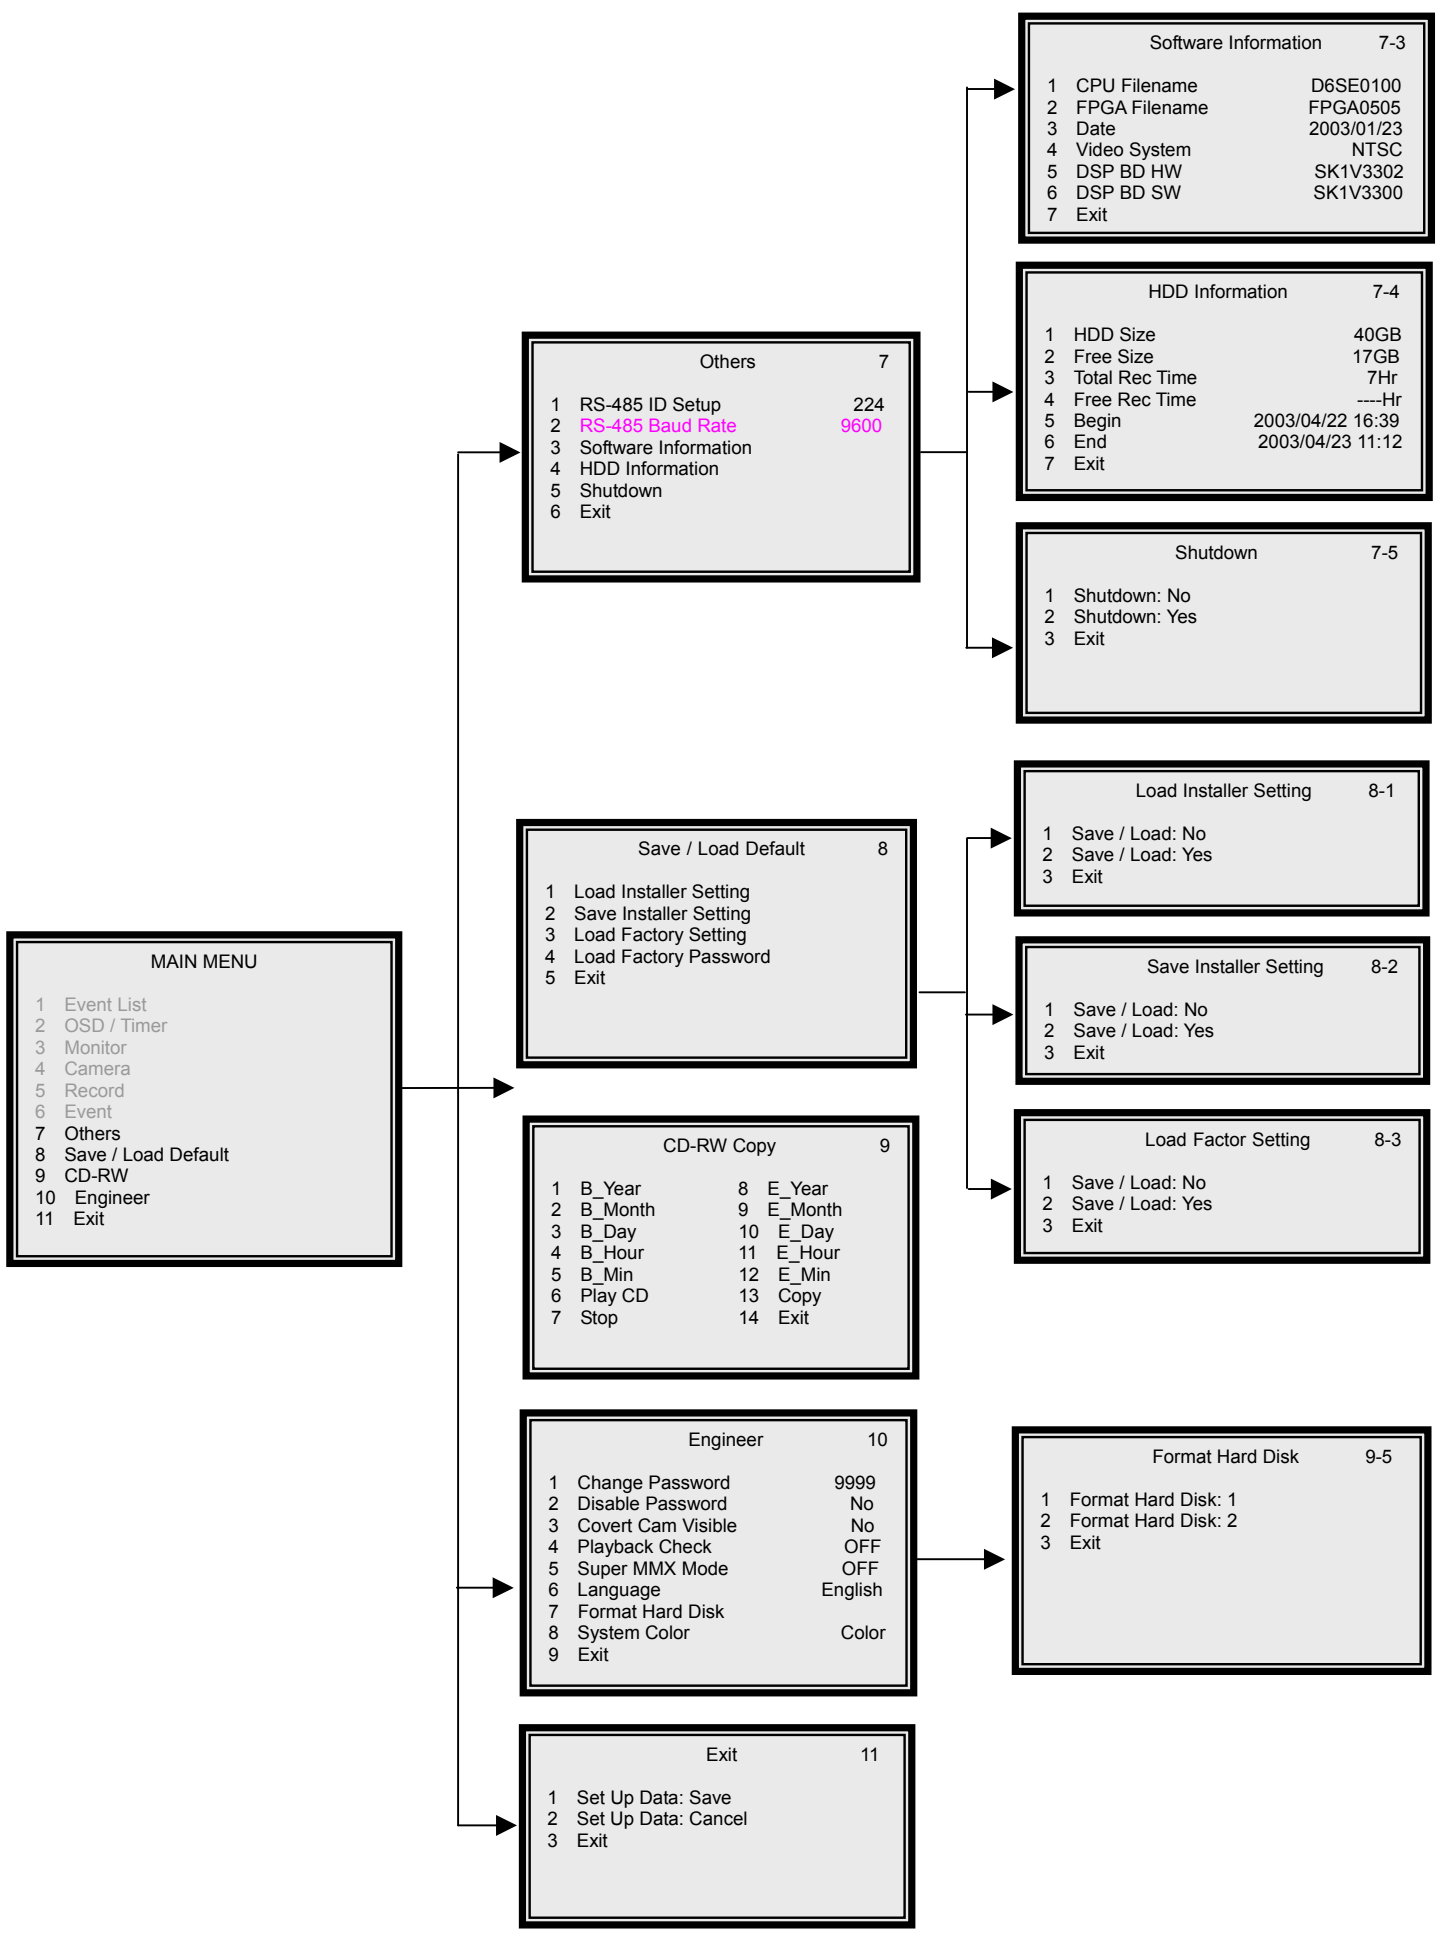 Software Information 7-3
1 CPU Filename D6SE0100
2 FPGA Filename FPGA0505
3 Date 2003/01/23
4 Video System NTSC
5 DSP BD HW SK1V3302
6 DSP BD SW SK1V3300
7 Exit
HDD Information 7-4
1 HDD Size 40GB
2 Free Size 17GB
3 Total Rec Time 7Hr
4 Free Rec Time ----Hr
5 Begin 2003/04/22 16:39
6 End 2003/04/23 11:12
7 Exit
Others 7
1 RS-485 ID Setup 224
2 RS-485 Baud Rate 9600
3 Software Information
4 HDD Information
5 Shutdown
6 Exit
Shutdown 7-5
1 Shutdown: No
2 Shutdown: Yes
3 Exit
Load Installer Setting 8-1
1 Save / Load: No
2 Save / Load: Yes
3 Exit
Save / Load Default 8
1 Load Installer Setting
2 Save Installer Setting
3 Load Factory Setting
4 Load Factory Password
5 Exit
Save Installer Setting 8-2
1 Save / Load: No
2 Save / Load: Yes
3 Exit
MAIN MENU
1 Event List
2 OSD / Timer
3 Monitor
4 Camera
5 Record
6 Event
7 Others
8 Save / Load Default
9 CD-RW
10 Engineer
11 Exit
Load Factor Setting 8-3
1 Save / Load: No
2 Save / Load: Yes
3 Exit
CD-RW Copy 9
1 B_Year 8 E_Year
2 B_Month 9 E_Month
3 B_Day 10 E_Day
4 B_Hour 11 E_Hour
5 B_Min 12 E_Min
6 Play CD 13 Copy
7 Stop 14 Exit
Engineer 10
1 Change Password 9999
2 Disable Password No
3 Covert Cam Visible No
4 Playback Check OFF
5 Super MMX Mode OFF
6 Language English
7 Format Hard Disk
8 System Color Color
9 Exit
Format Hard Disk 9-5
1 Format Hard Disk: 1
2 Format Hard Disk: 2
3 Exit
Exit 11
1 Set Up Data: Save
2 Set Up Data: Cancel
3 Exit